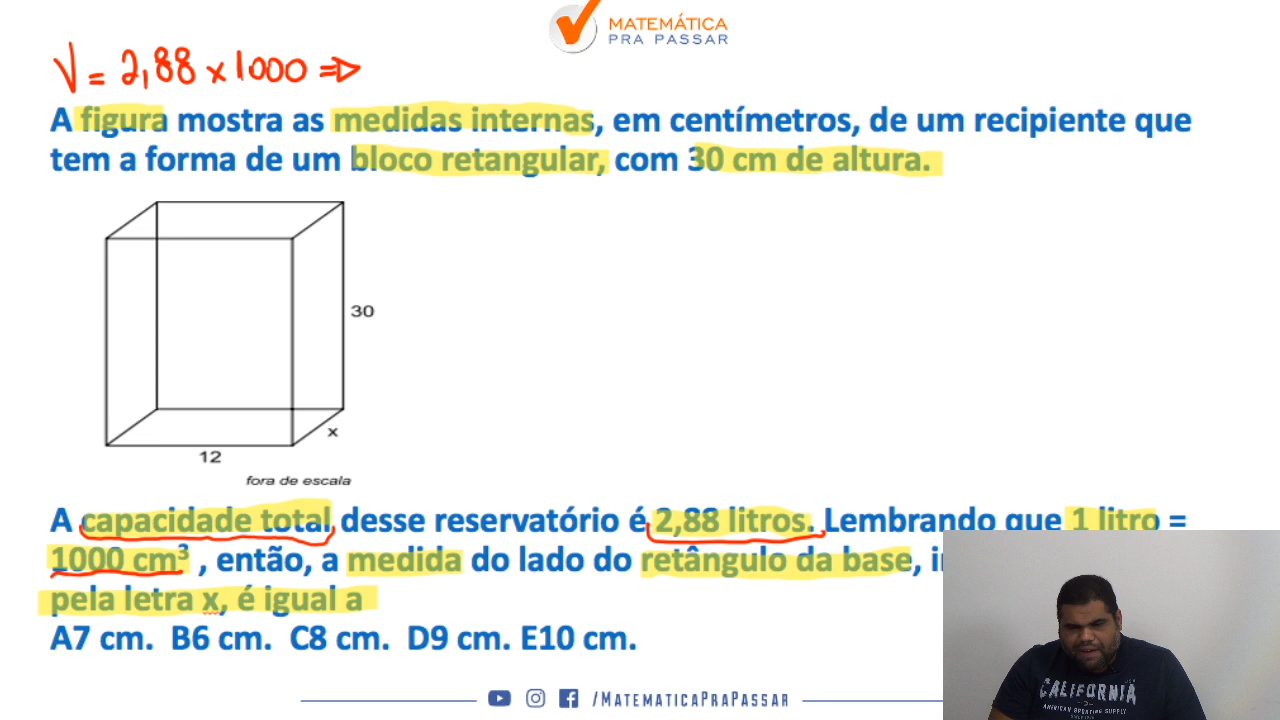 MATEMÁTICA
PRA PASSAR
V = 2,88 x 1000 ⇒
A figura mostra as medidas internas, em centímetros, de um recipiente que
tem a forma de um bloco retangular, com 30 cm de altura.
30
x
12
fora de escala
A capacidade total desse reservatório é 2,88 litros. Lembrando que 1 litro =
1000 cm³ , então, a medida do lado do retângulo da base,
pela letra x, é igual a
A7 cm. B6 cm. C8 cm. D9 cm. E10 cm.
/MATEMATICAPRAPASSAR
CALIFORNIA
AMERICAN SPORTING SUPPLY